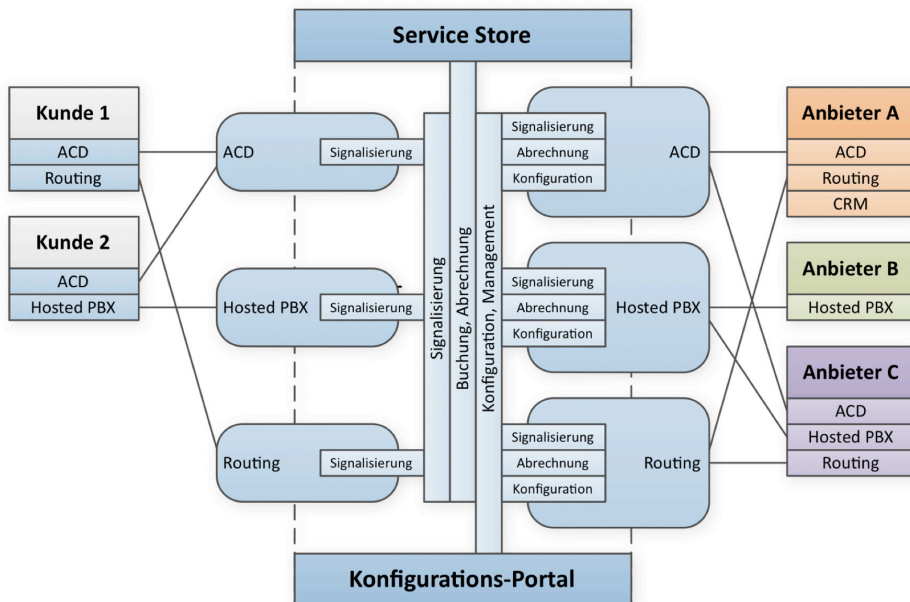 Service Store
Kunde 1
ACD
Routing
Kunde 2
ACD
Hosted PBX
ACD
Signalisierung
Hosted PBX
Signalisierung
Routing
Signalisierung
Signalisierung
Buchung, Abrechnung
Konfiguration, Management
Signalisierung
Abrechnung
Konfiguration
ACD
Signalisierung
Abrechnung
Konfiguration
Hosted PBX
Signalisierung
Abrechnung
Konfiguration
Routing
Anbieter A
ACD
Routing
CRM
Anbieter B
Hosted PBX
Anbieter C
ACD
Hosted PBX
Routing
Konfigurations-Portal